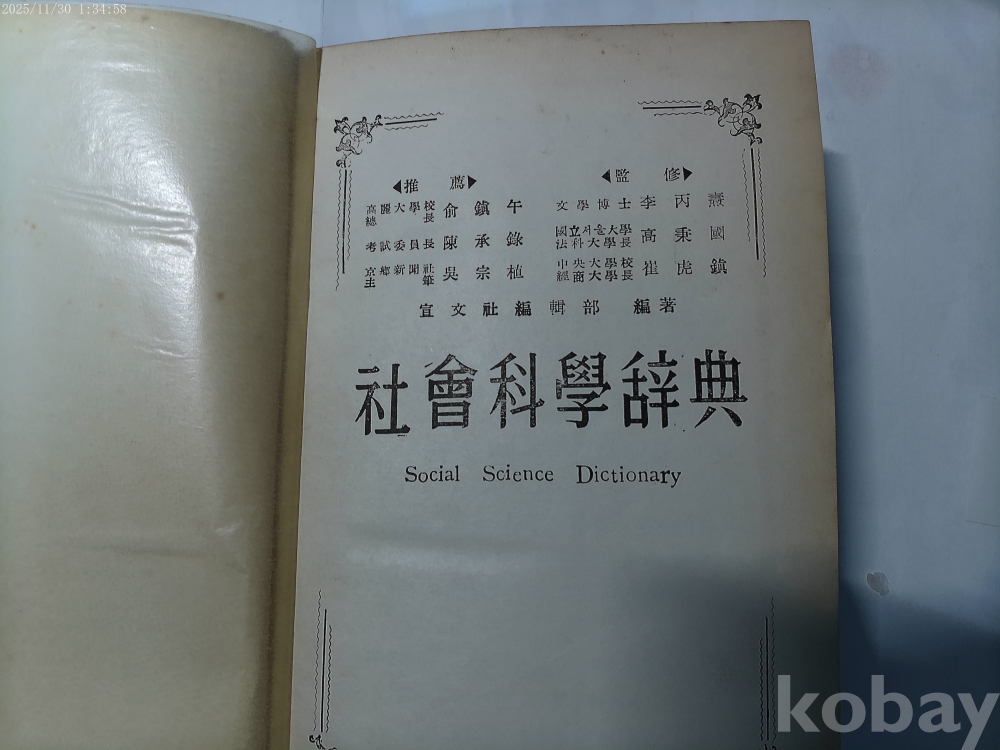 2025/11/30 1:34:58
◀推薦▶
高麗大學校總長 俞鎭午
考試委員長 陳承錄
京鄕新聞社主筆 吳宗植
◀監修▶
文學博士 李丙燾
國立서울大學法科大學長 高秉國
中央大學校經商大學長 崔虎鎭
宣文社編輯部 編著
社會科學辞典
Social Science Dictionary
kobay